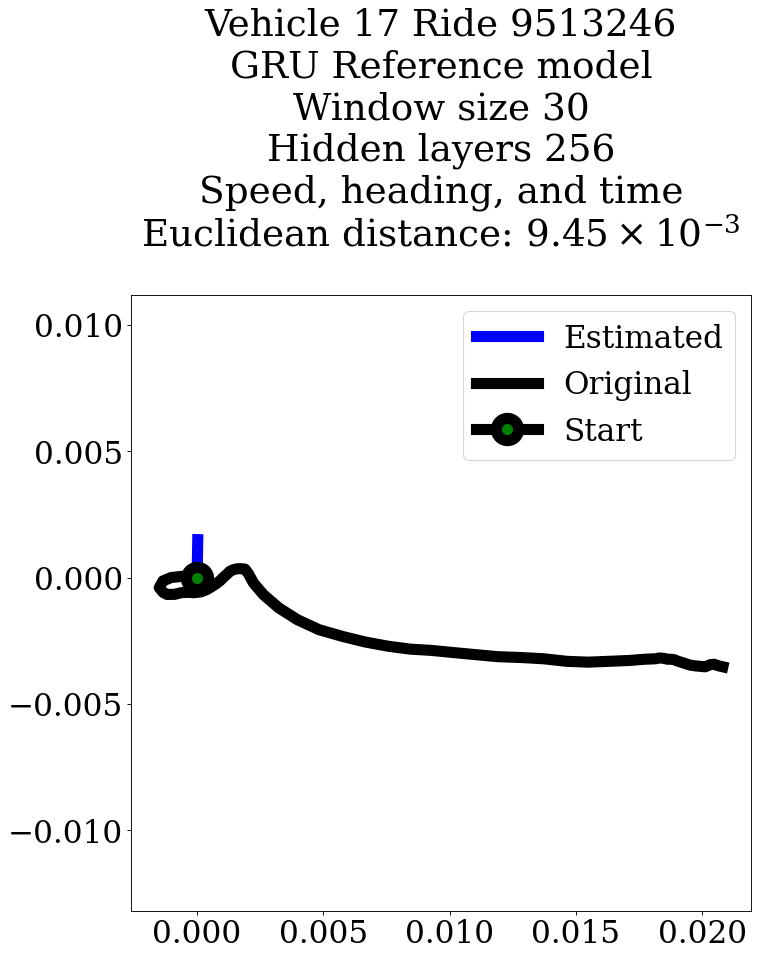 Vehicle 17 Ride 9513246
GRU Reference model
Window size 30
Hidden layers 256
Speed, heading, and time
Euclidean distance: 9.45 × 10⁻³
Estimated
Original
Start
0.010
0.005
0.000
−0.005
−0.010
0.000 0.005 0.010 0.015 0.020